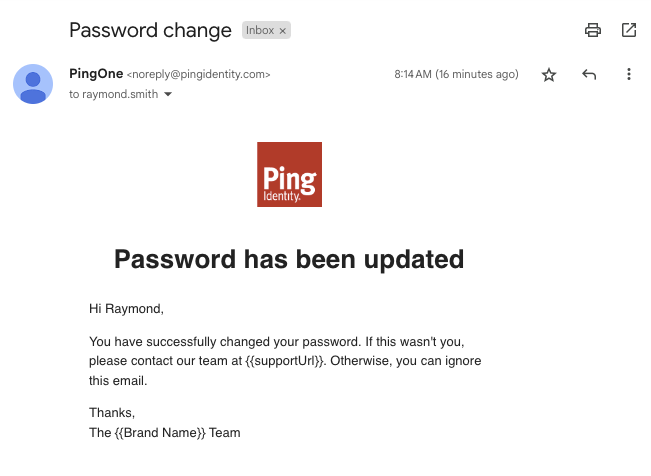 Password change Inbox ×
PingOne <noreply@pingidentity.com> 8:14 AM (16 minutes ago)
to raymond.smith
Ping
Identity.
Password has been updated
Hi Raymond,
You have successfully changed your password. If this wasn't you,
please contact our team at {{supportUrl}}. Otherwise, you can ignore
this email.
Thanks,
The {{Brand Name}} Team